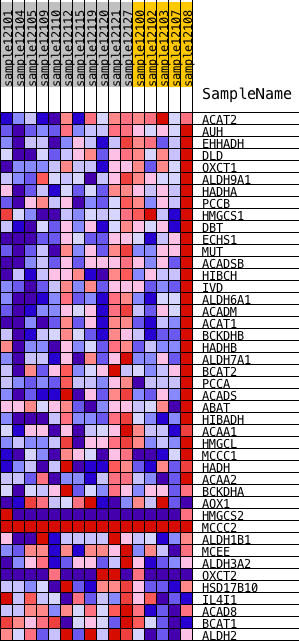 sample12101
sample12104
sample12105
sample12109
sample12110
sample12112
sample12115
sample12119
sample12120
sample12121
sample12122
sample12100
sample12102
sample12103
sample12107
sample12108
SampleName
ACAT2
AUH
EHHADH
DLD
OXCT1
ALDH9A1
HADHA
PCCB
HMGCS1
DBT
ECHS1
MUT
ACADSB
HIBCH
IVD
ALDH6A1
ACADM
ACAT1
BCKDHB
HADHB
ALDH7A1
BCAT2
PCCA
ACADS
ABAT
HIBADH
ACAA1
HMGCL
MCCC1
HADH
ACAA2
BCKDHA
AOX1
HMGCS2
MCCC2
ALDH1B1
MCEE
ALDH3A2
OXCT2
HSD17B10
IL4I1
ACAD8
BCAT1
ALDH2